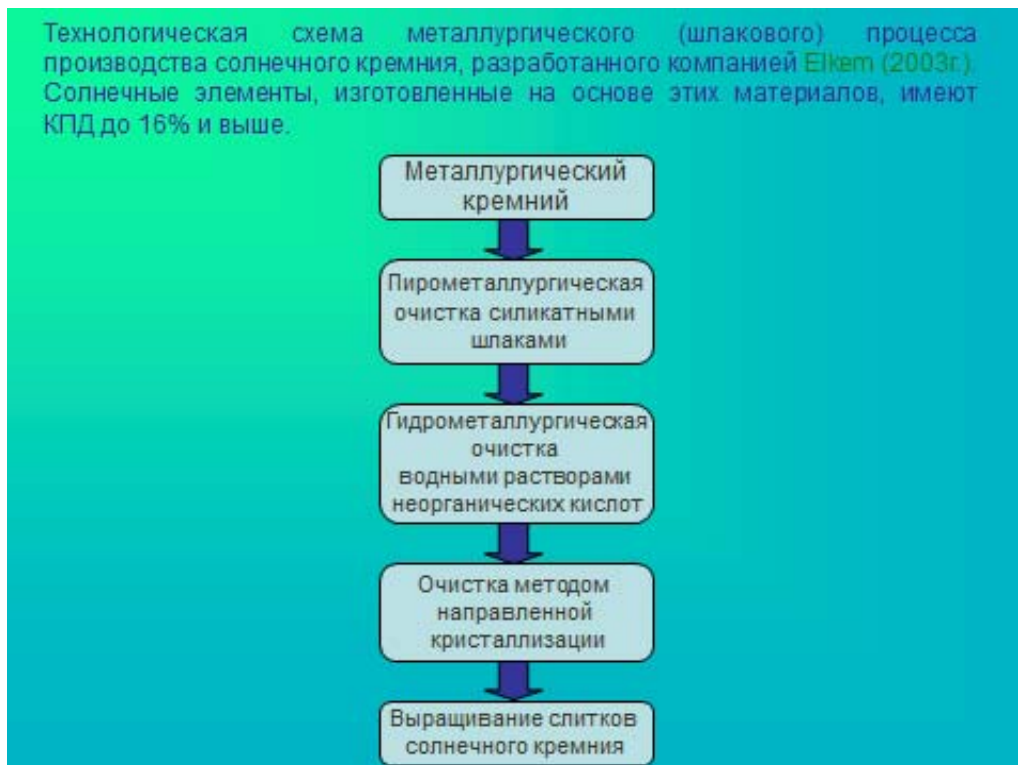 Технологическая схема металлургического (шлакового) процесса
производства солнечного кремния, разработанного компанией Elkem (2003г.).
Солнечные элементы, изготовленные на основе этих материалов, имеют
КПД до 16% и выше.
Металлургический
кремний
Пирометаллургическая
очистка силикатными
шлаками
Гидрометаллургическая
очистка
водными растворами
неорганических кислот
Очистка методом
направленной
кристаллизации
Выращивание слитков
солнечного кремния